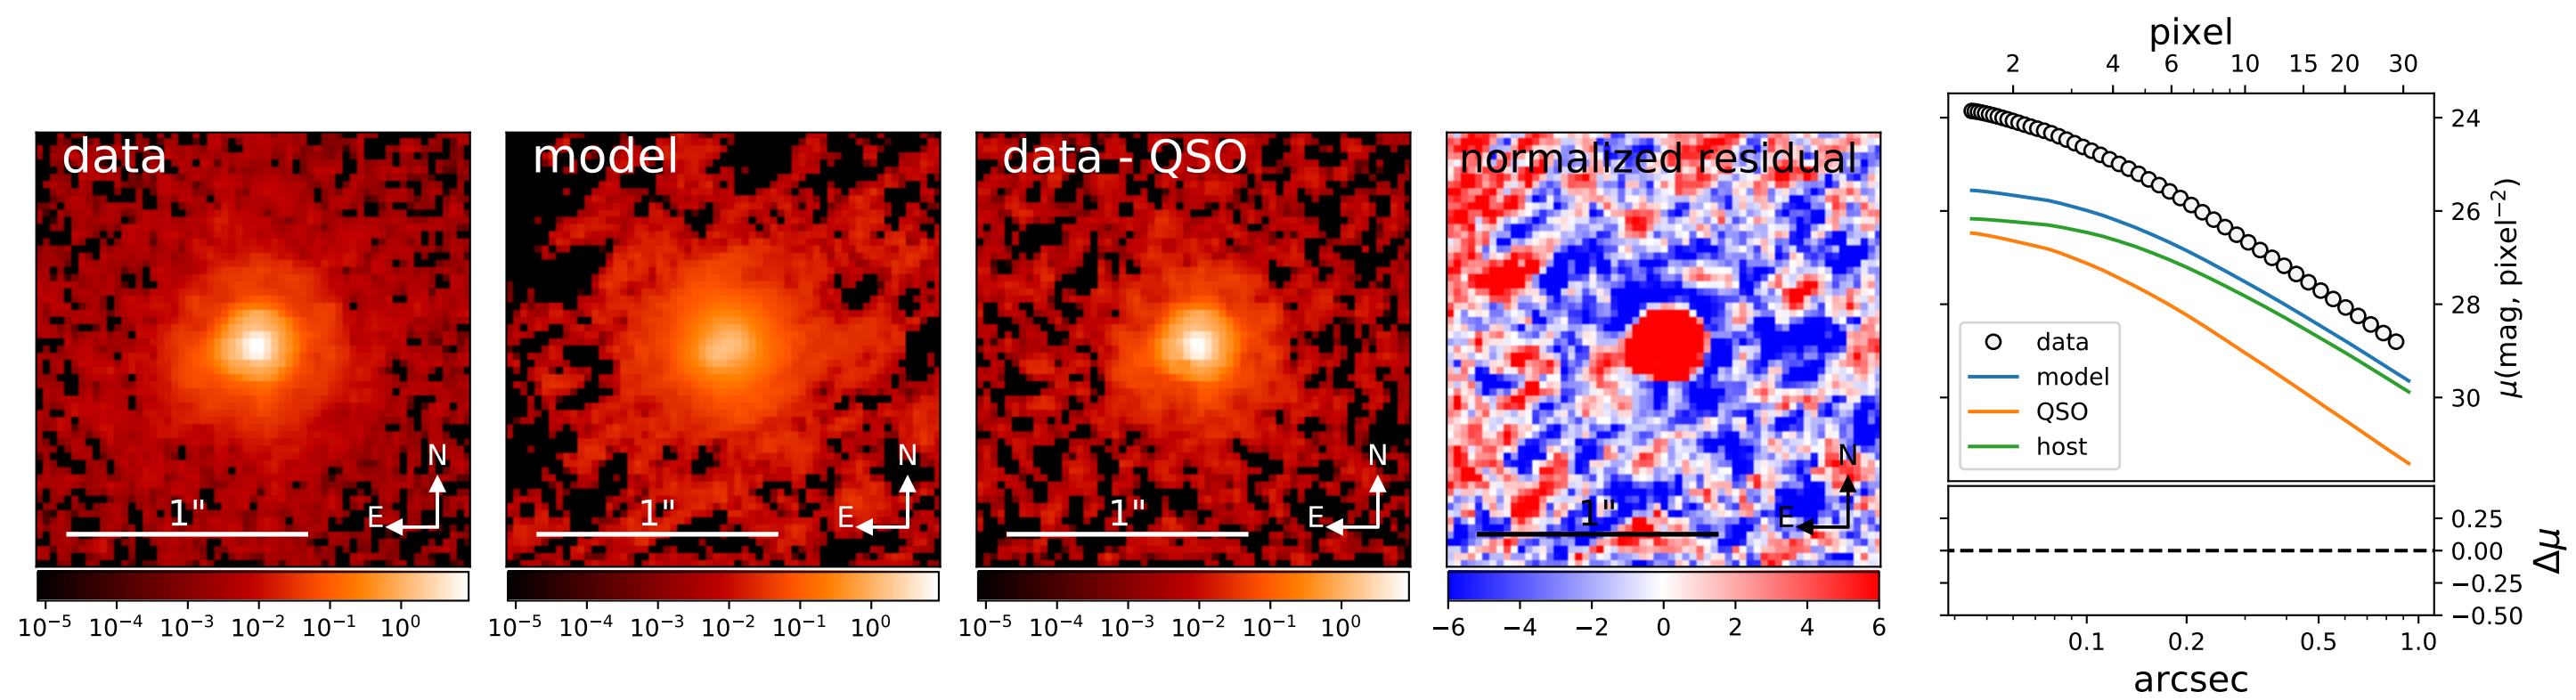 data
model
data - QSO
normalized residual
N
E
1"
N
E
1"
N
E
1"
N
E
1"
10⁻⁵ 10⁻⁴ 10⁻³ 10⁻² 10⁻¹ 10⁰
10⁻⁵ 10⁻⁴ 10⁻³ 10⁻² 10⁻¹ 10⁰
10⁻⁵ 10⁻⁴ 10⁻³ 10⁻² 10⁻¹ 10⁰
−6 −4 −2 0 2 4 6
pixel
2 4 6 10 15 20 30
24
26
28
30
μ(mag, pixel⁻²)
data
model
QSO
host
0.25
0.00
−0.25
−0.50
Δμ
0.1 0.2 0.5 1.0
arcsec